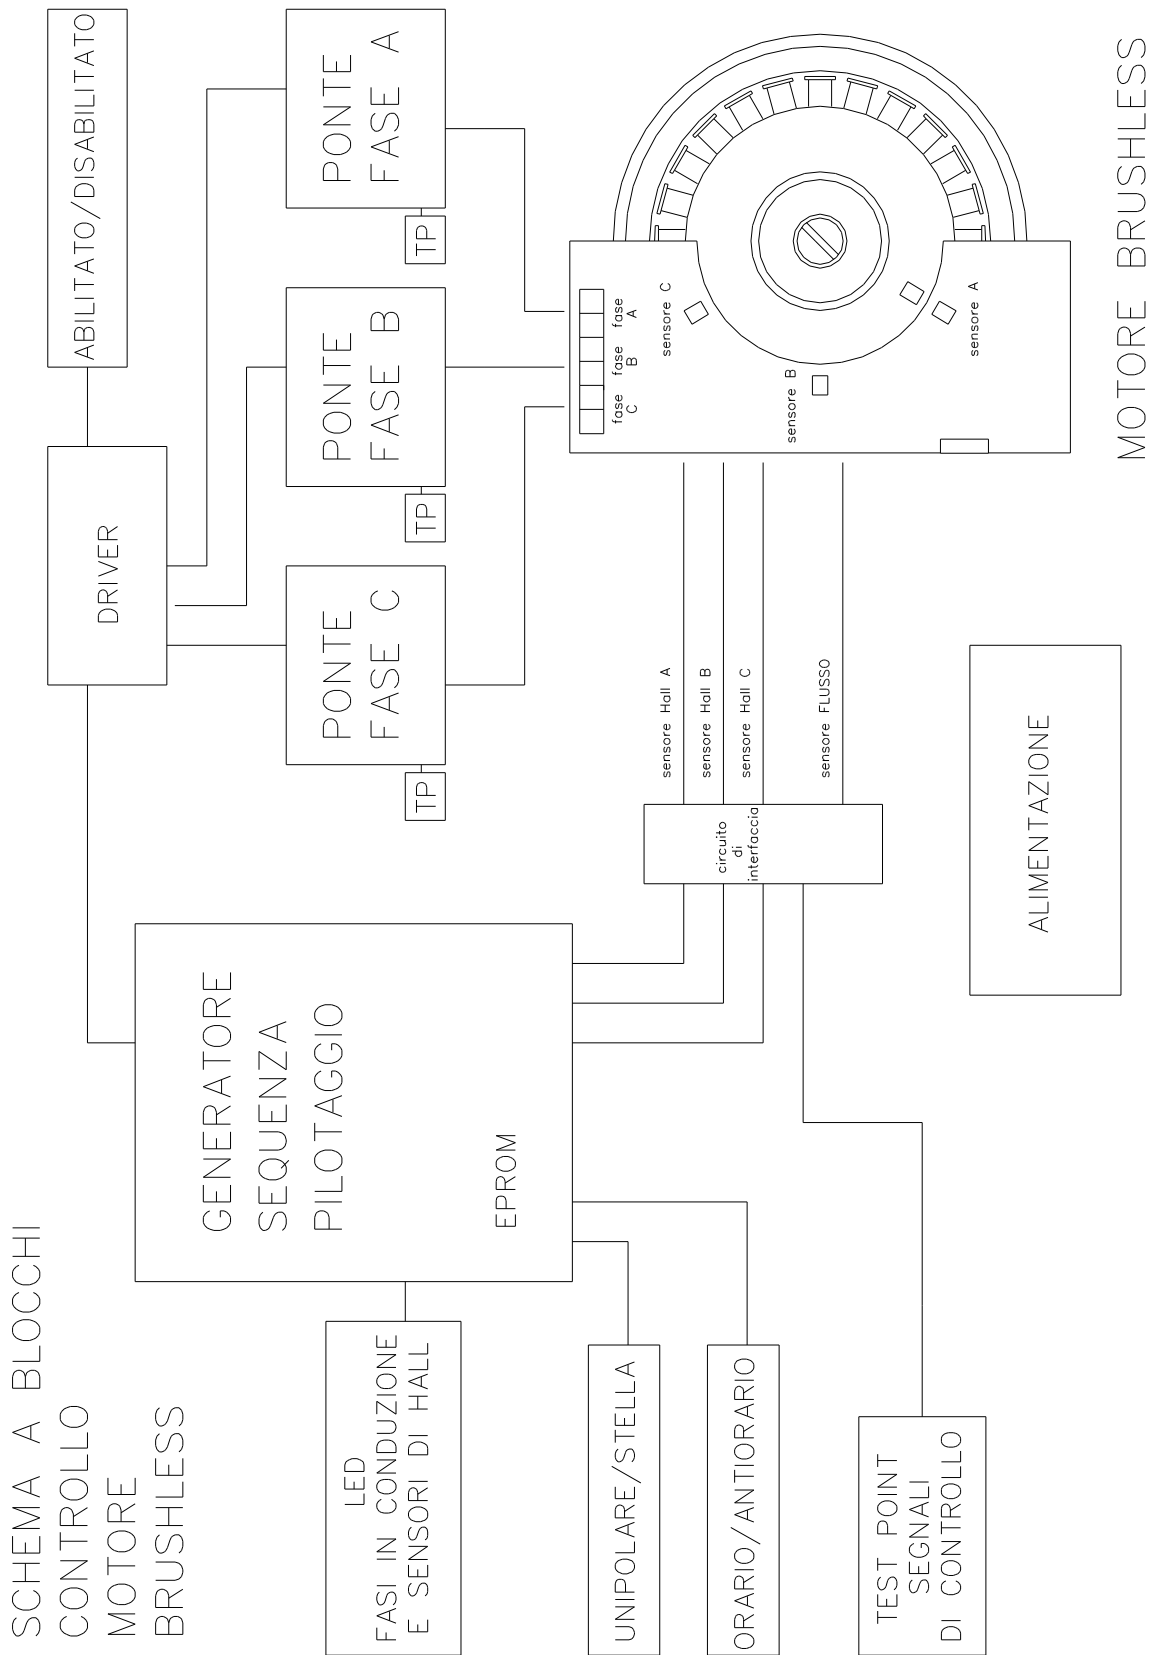 SCHEMA A BLOCCHI
CONTROLLO
MOTORE
BRUSHLESS
ABILITATO/DISABILITATO
DRIVER
PONTE
FASE A
TP
PONTE
FASE B
TP
PONTE
FASE C
TP
GENERATORE
SEQUENZA
PILOTAGGIO
EPROM
LED
FASI IN CONDUZIONE
E SENSORI DI HALL
UNIPOLARE/STELLA
ORARIO/ANTIORARIO
TEST POINT
SEGNALI
DI CONTROLLO
circuito
di
interfaccia
sensore Hall A
sensore Hall B
sensore Hall C
sensore FLUSSO
fase
C
fase
B
fase
A
sensore C
sensore B
sensore A
ALIMENTAZIONE
MOTORE BRUSHLESS